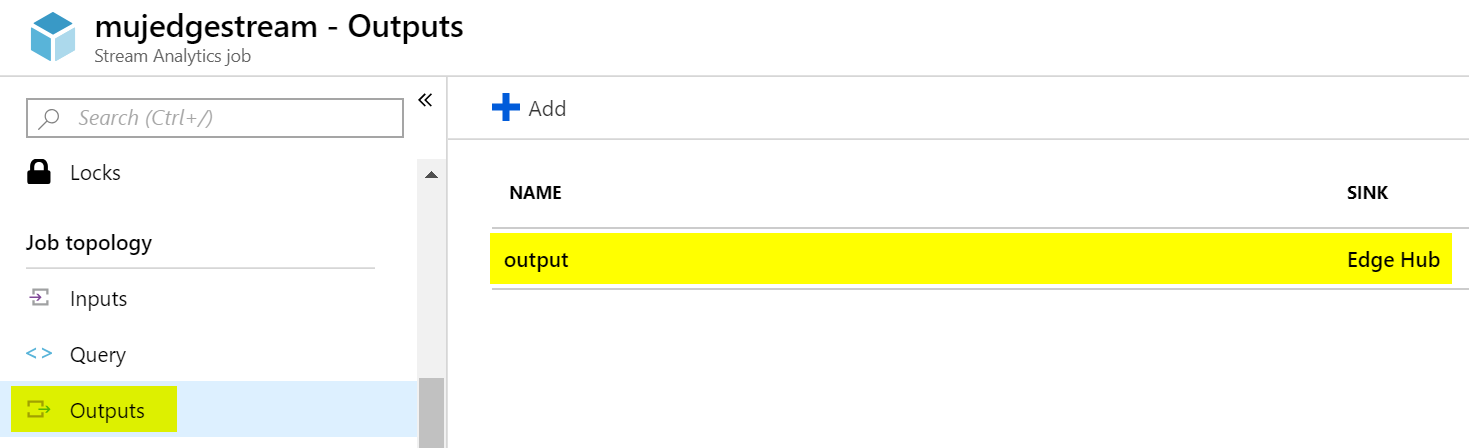 mujedgestream - Outputs
Stream Analytics job
Search (Ctrl+/)
Locks
Job topology
Inputs
Query
Outputs
Add
NAME SINK
output Edge Hub